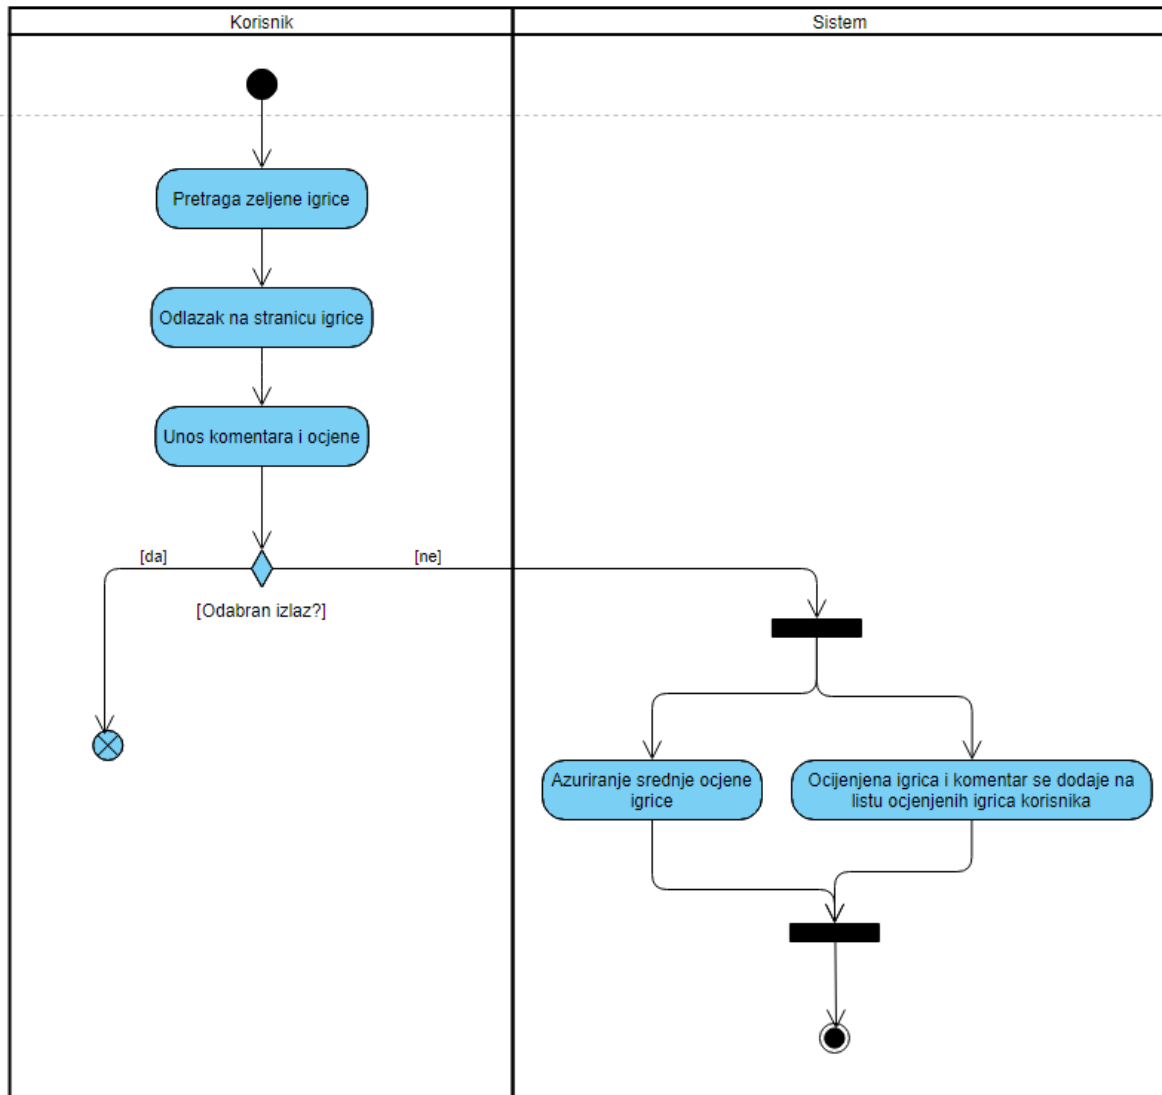 Korisnik
Sistem
Pretraga zeljene igrice
Odlazak na stranicu igrice
Unos komentara i ocjene
[da]
[ne]
[Odabran izlaz?]
Azuriranje srednje ocjene
igrice
Ocijenjena igrica i komentar se dodaje na
listu ocjenjenih igrica korisnika